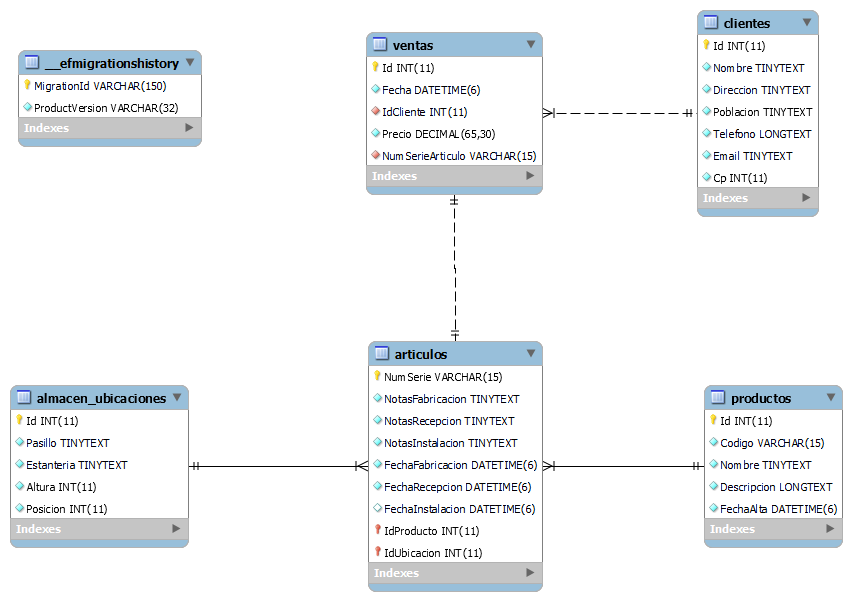 __efmigrationshistory
MigrationId VARCHAR(150)
ProductVersion VARCHAR(32)
Indexes
ventas
Id INT(11)
Fecha DATETIME(6)
IdCliente INT(11)
Precio DECIMAL(65,30)
NumSerieArticulo VARCHAR(15)
Indexes
clientes
Id INT(11)
Nombre TINYTEXT
Direccion TINYTEXT
Poblacion TINYTEXT
Telefono LONGTEXT
Email TINYTEXT
Cp INT(11)
Indexes
almacen_ubicaciones
Id INT(11)
Pasillo TINYTEXT
Estanteria TINYTEXT
Altura INT(11)
Posicion INT(11)
Indexes
articulos
NumSerie VARCHAR(15)
NotasFabricacion TINYTEXT
NotasRecepcion TINYTEXT
NotasInstalacion TINYTEXT
FechaFabricacion DATETIME(6)
FechaRecepcion DATETIME(6)
FechaInstalacion DATETIME(6)
IdProducto INT(11)
IdUbicacion INT(11)
Indexes
productos
Id INT(11)
Codigo VARCHAR(15)
Nombre TINYTEXT
Descripcion LONGTEXT
FechaAlta DATETIME(6)
Indexes